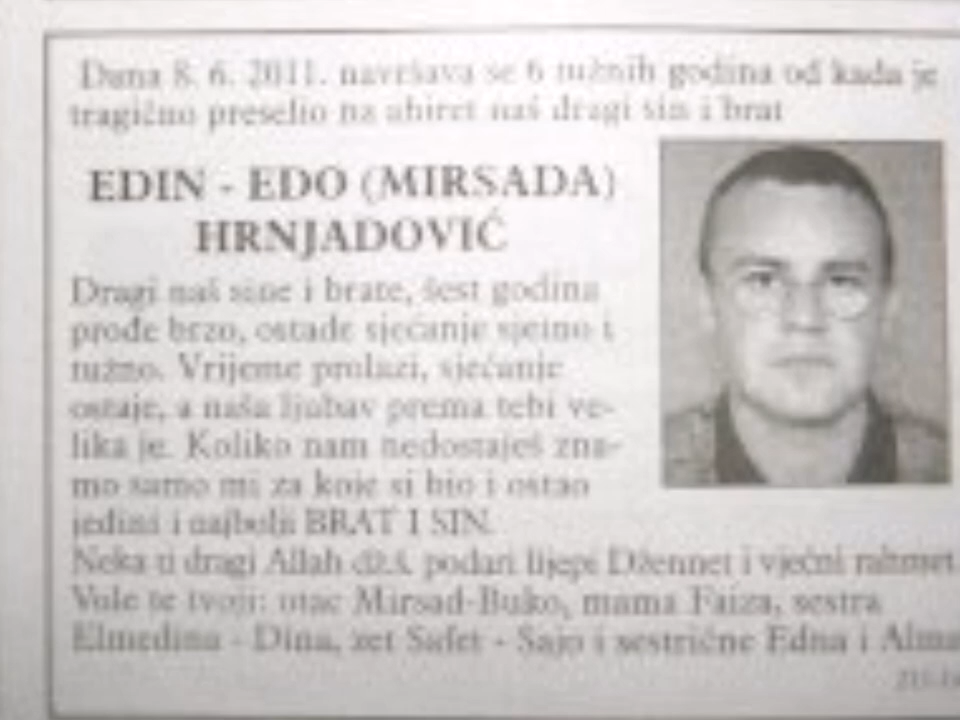 Dana 8. 6. 2011. navršava se 6 tužnih godina od kada je
tragično preselio na ahiret naš dragi sin i brat
EDIN - EDO (MIRSADA)
HRNJADOVIĆ
Dragi naš sine i brate, šest godina
prođe brzo, ostade sjećanje sjetno i
tužno. Vrijeme prolazi, sjećanje
ostaje, a naša ljubav prema tebi ve-
lika je. Koliko nam nedostaješ zna-
mo samo mi za koje si bio i ostao
jedini i najbolji BRAT I SIN.
Neka ti dragi Allah dž.š. podari lijepi Džennet i vječni rahmet.
Vole te tvoji: otac Mirsad-Buko, mama Faiza, sestra
Elmedina - Dina, zet Safet - Sajo i sestrične Edna i Alma